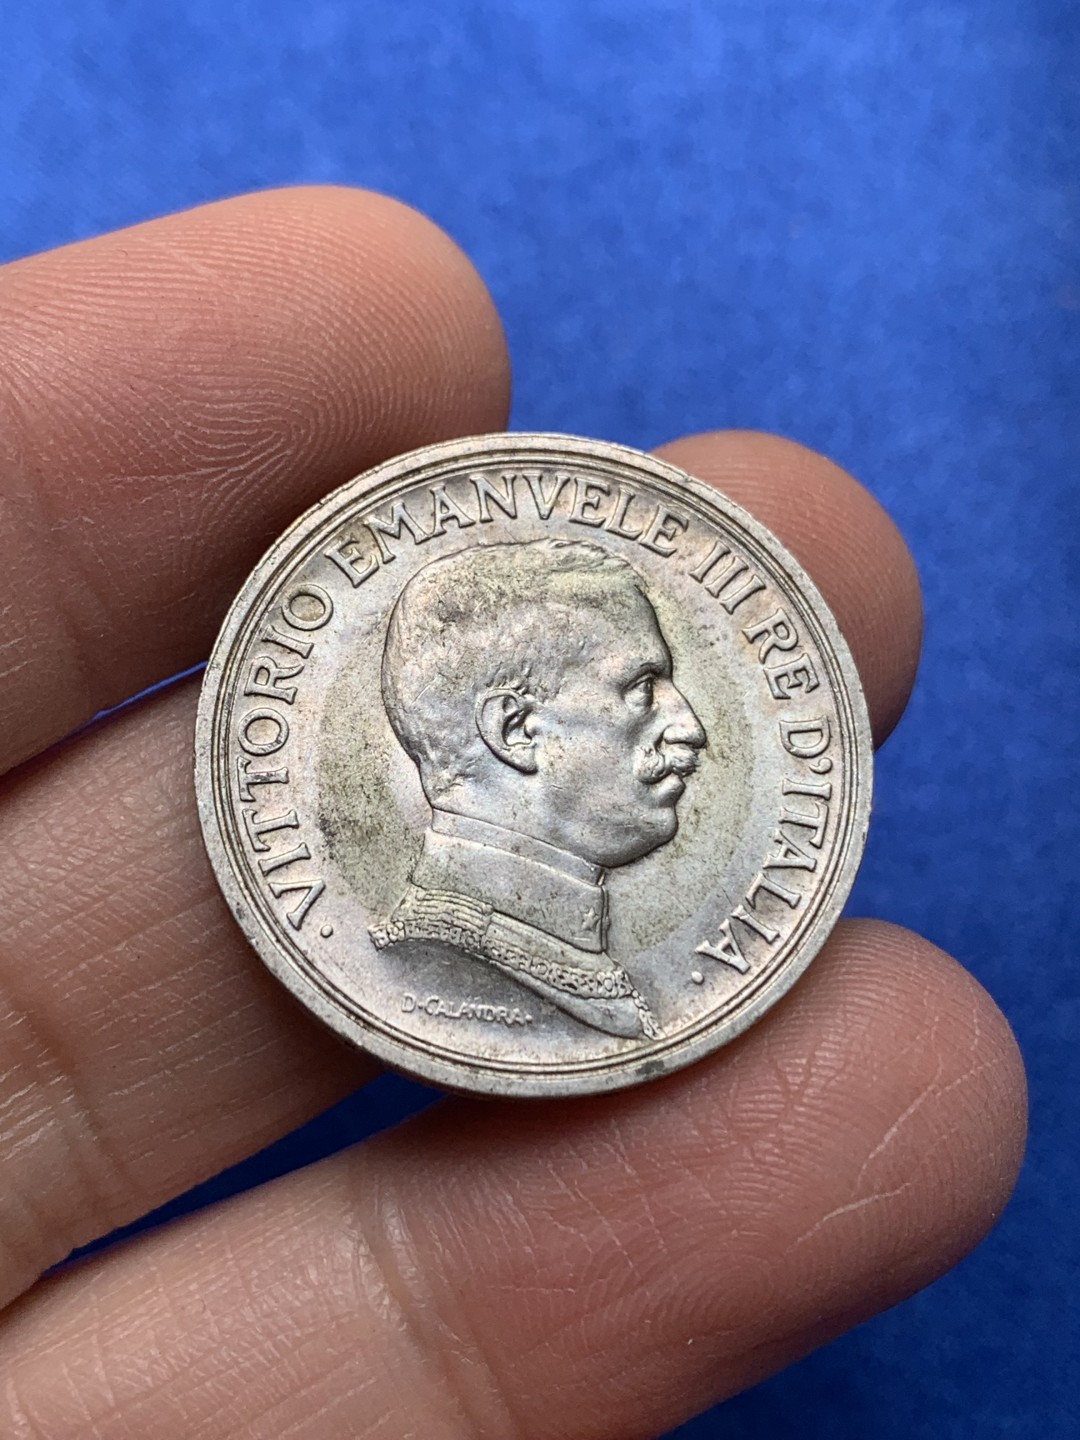 · VITTORIO EMANVELE III RE D'ITALIA ·
D·CALANDRA·